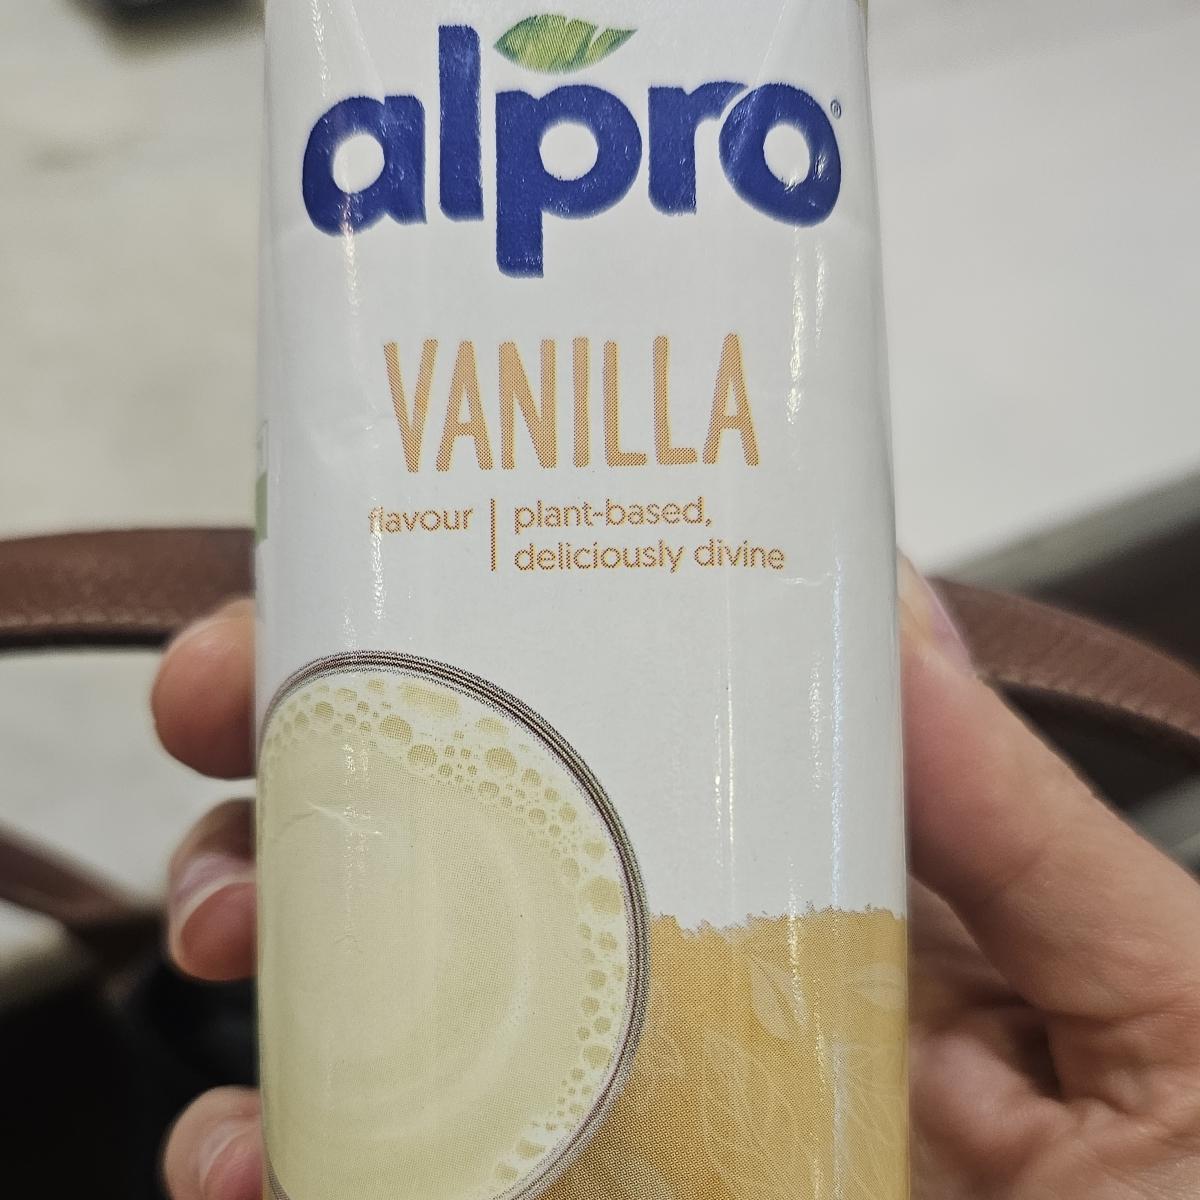 alpro®
VANILLA
flavour | plant-based,
deliciously divine